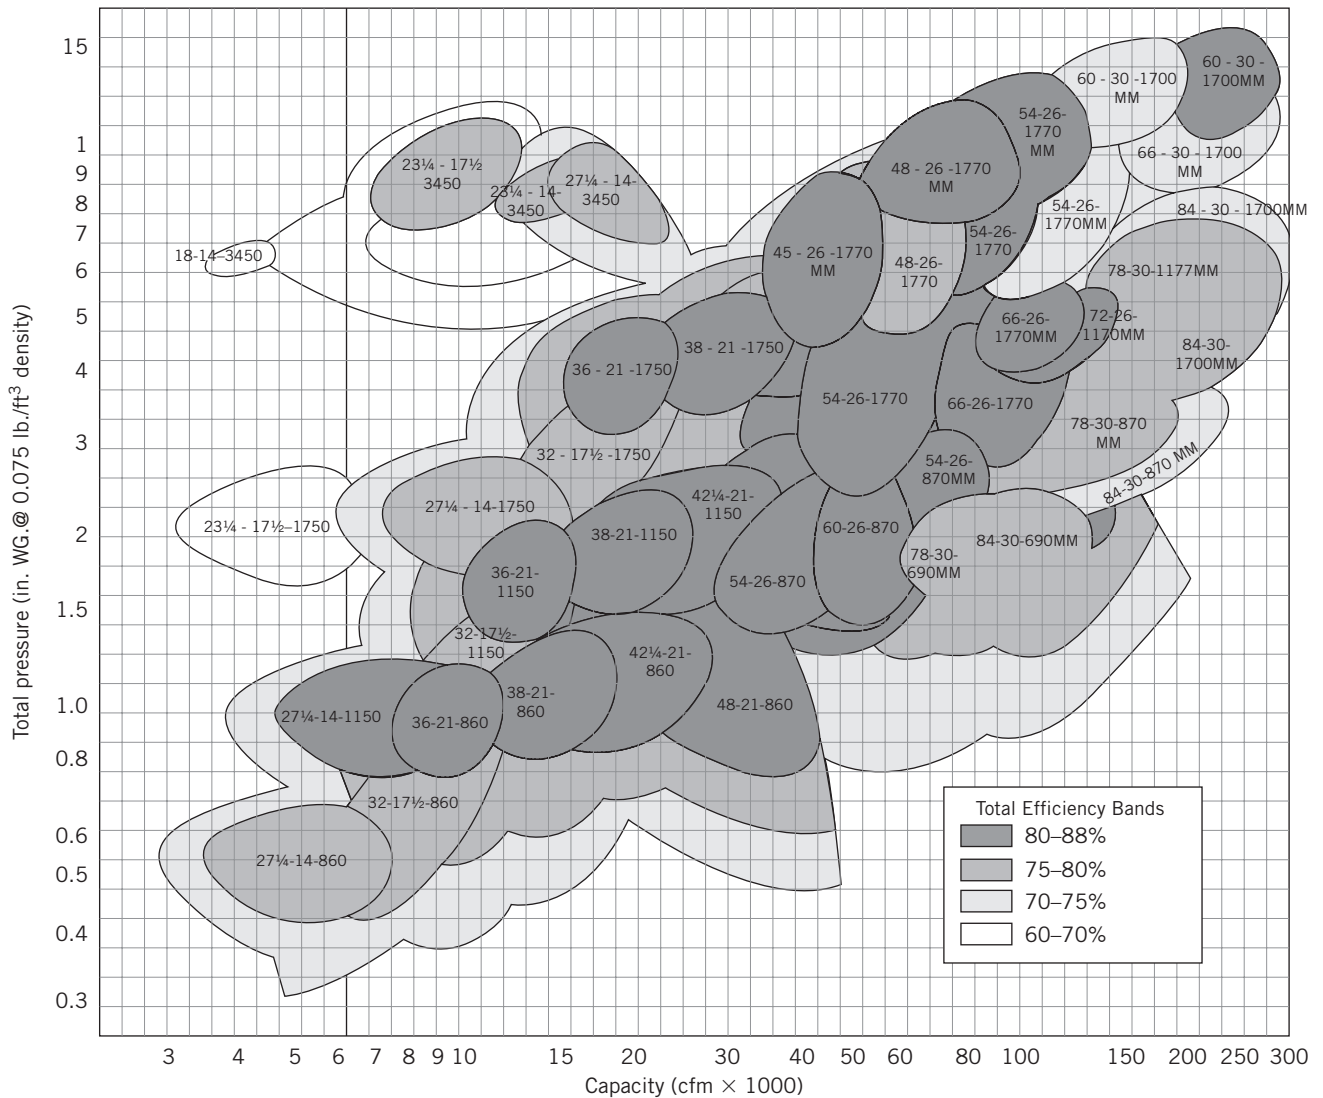 15
1
9
8
7
6
5
4
3
2
1.5
1.0
0.8
0.6
0.5
0.4
0.3
Total pressure (in. WG.@ 0.075 lb./ft³ density)
60 - 30 -
1700MM
60 - 30 -1700
MM
54-26-
1770
MM
66 - 30 - 1700
MM
48 - 26 -1770
MM
23¼ - 17½
3450
23¼ - 14-
3450
27¼ - 14-
3450
84 - 30 - 1700MM
54-26-
1770MM
18-14–3450
45 - 26 -1770
MM
54-26-
1770
48-26-
1770
78-30-1177MM
66-26-
1770MM
72-26-
1170MM
84-30-
1700MM
38 - 21 -1750
36 - 21 -1750
54-26-1770
66-26-1770
78-30-870
MM
32 - 17½ -1750
54-26-
870MM
84-30-870 MM
27¼ - 14-1750
42¼-21-
1150
23¼ - 17½–1750
38-21-1150
60-26-870
84-30-690MM
78-30-
690MM
36-21-
1150
54-26-870
32-17½-
1150
42¼-21-
860
38-21-
860
48-21-860
27¼-14-1150
36-21-860
32-17½-860
27¼-14-860
Total Efficiency Bands
80–88%
75–80%
70–75%
60–70%
3 4 5 6 7 8 9 10 15 20 30 40 50 60 80 100 150 200 250 300
Capacity (cfm × 1000)